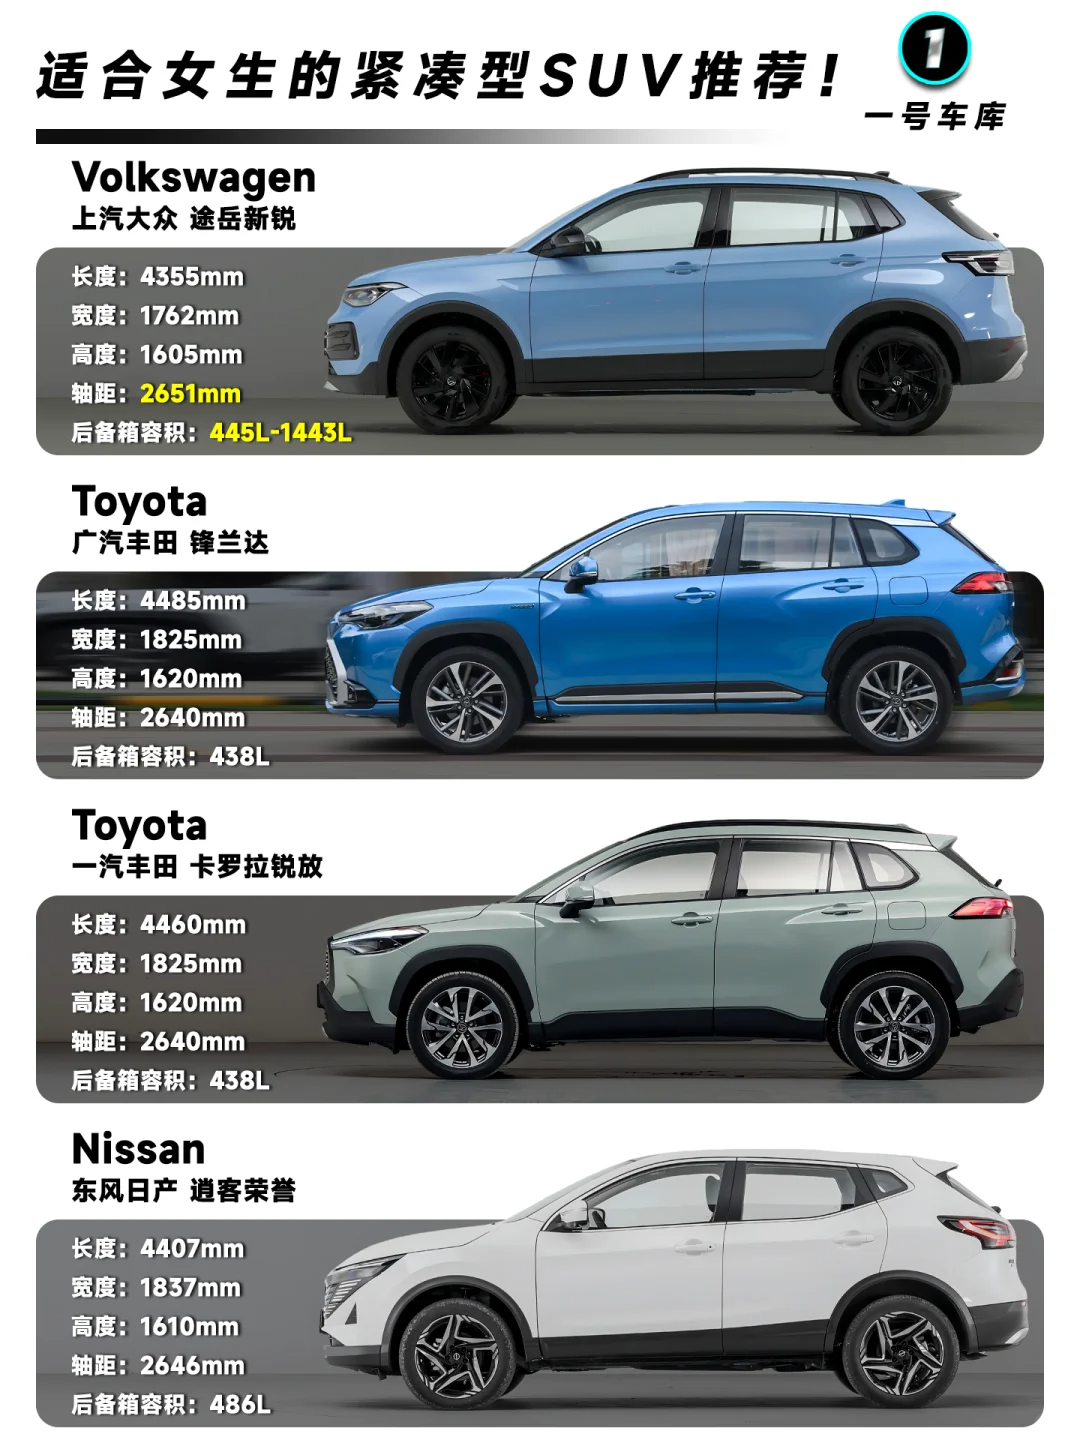 适合女生的紧凑型SUV推荐!
1
一号车库
Volkswagen
上汽大众 途岳新锐
长度：4355mm
宽度：1762mm
高度：1605mm
轴距：2651mm
后备箱容积：445L-1443L
Toyota
广汽丰田 锋兰达
长度：4485mm
宽度：1825mm
高度：1620mm
轴距：2640mm
后备箱容积：438L
Toyota
一汽丰田 卡罗拉锐放
长度：4460mm
宽度：1825mm
高度：1620mm
轴距：2640mm
后备箱容积：438L
Nissan
东风日产 逍客荣誉
长度：4407mm
宽度：1837mm
高度：1610mm
轴距：2646mm
后备箱容积：486L